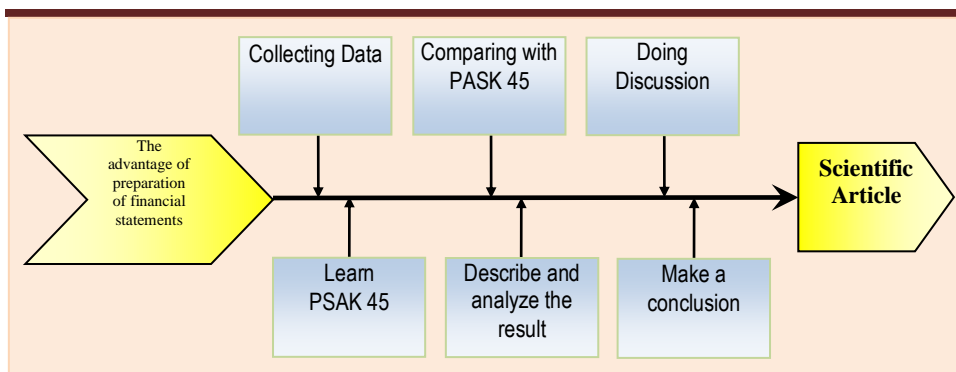 Collecting Data
Comparing with
PASK 45
Doing
Discussion
The
advantage of
preparation
of financial
statements
Scientific
Article
Learn
PSAK 45
Describe and
analyze the
result
Make a
conclusion